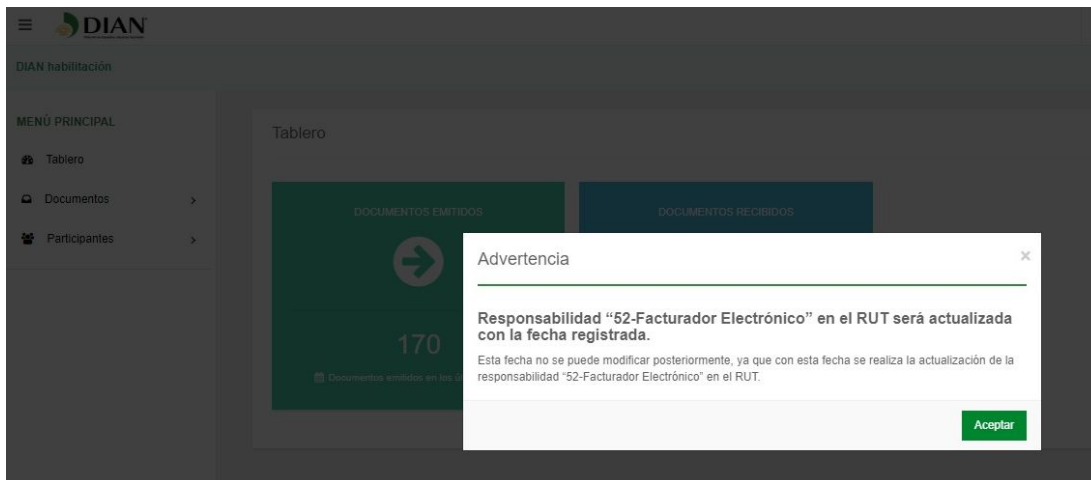 DIAN
DIAN habilitación
MENÚ PRINCIPAL
Tablero
Documentos
Participantes
Tablero
DOCUMENTOS EMITIDOS
DOCUMENTOS RECIBIDOS
170
Documentos emitidos en los
Advertencia
Responsabilidad “52-Facturador Electrónico” en el RUT será actualizada
con la fecha registrada.
Esta fecha no se puede modificar posteriormente, ya que con esta fecha se realiza la actualización de la
responsabilidad “52-Facturador Electrónico” en el RUT.
Aceptar